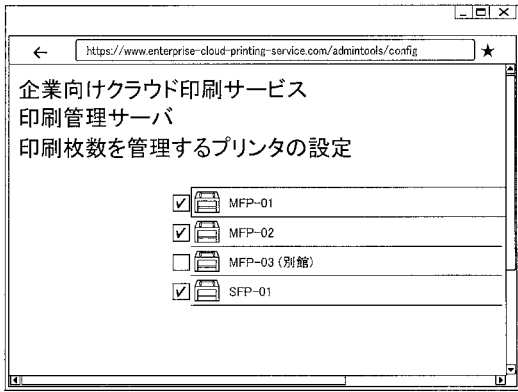 https://www.enterprise-cloud-printing-service.com/admintools/config
企業向けクラウド印刷サービス
印刷管理サーバ
印刷枚数を管理するプリンタの設定
MFP-01
MFP-02
MFP-03 (別館)
SFP-01